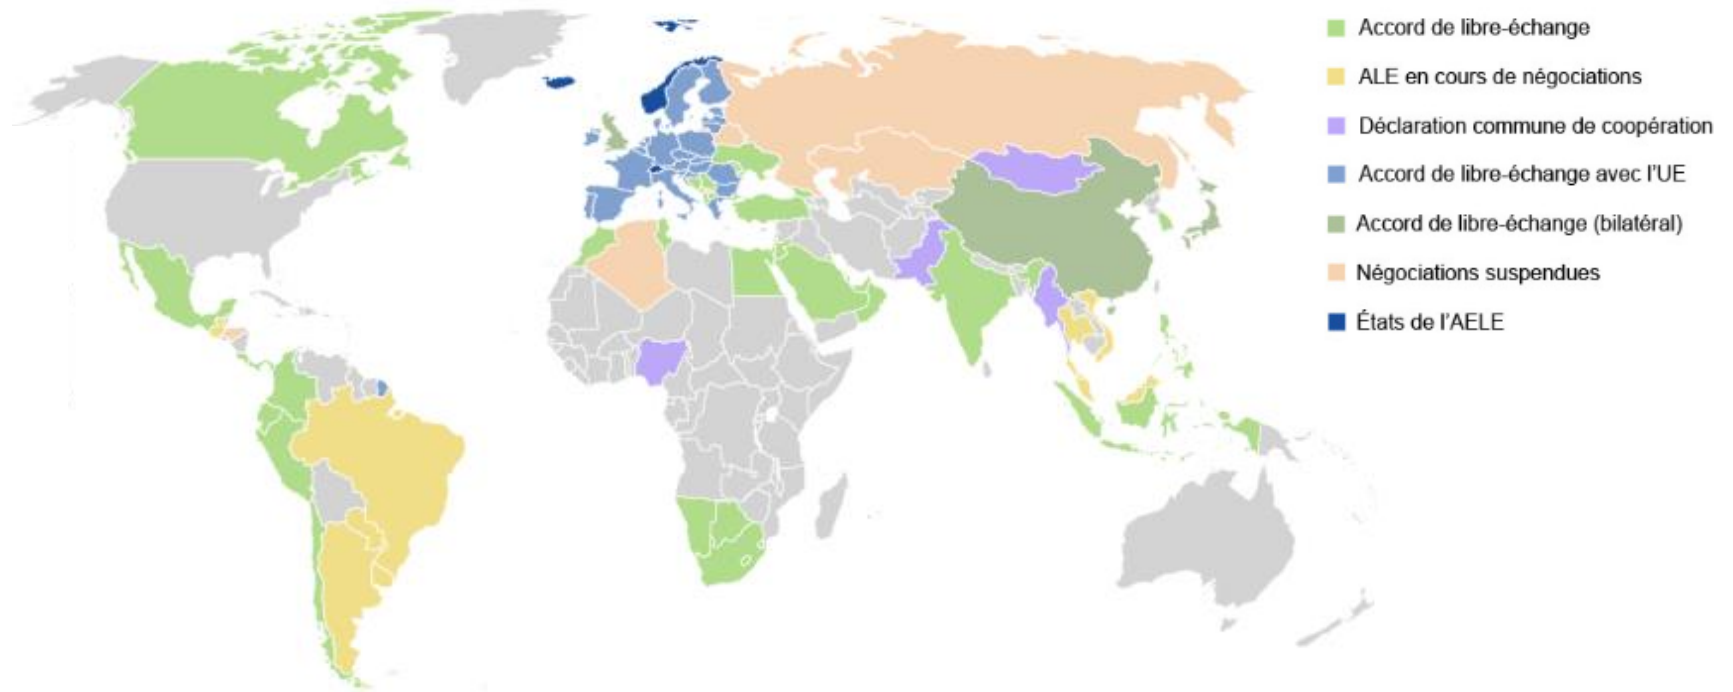 Accord de libre-échange
ALE en cours de négociations
Déclaration commune de coopération
Accord de libre-échange avec l'UE
Accord de libre-échange (bilatéral)
Négociations suspendues
États de l'AELE